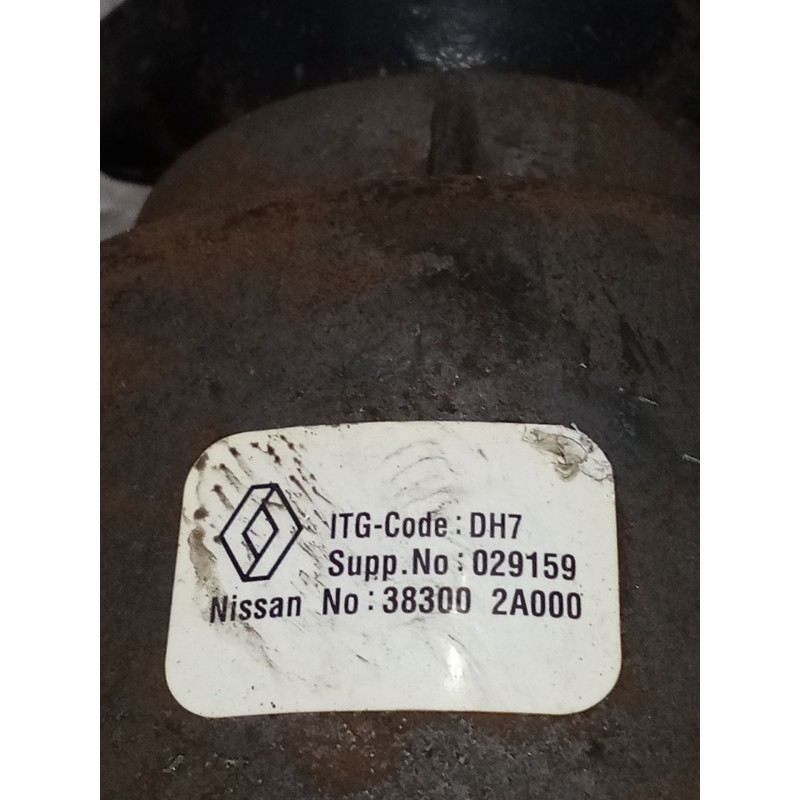 ITG-Code : DH7
Supp.No : 029159
Nissan No : 38300 2A000